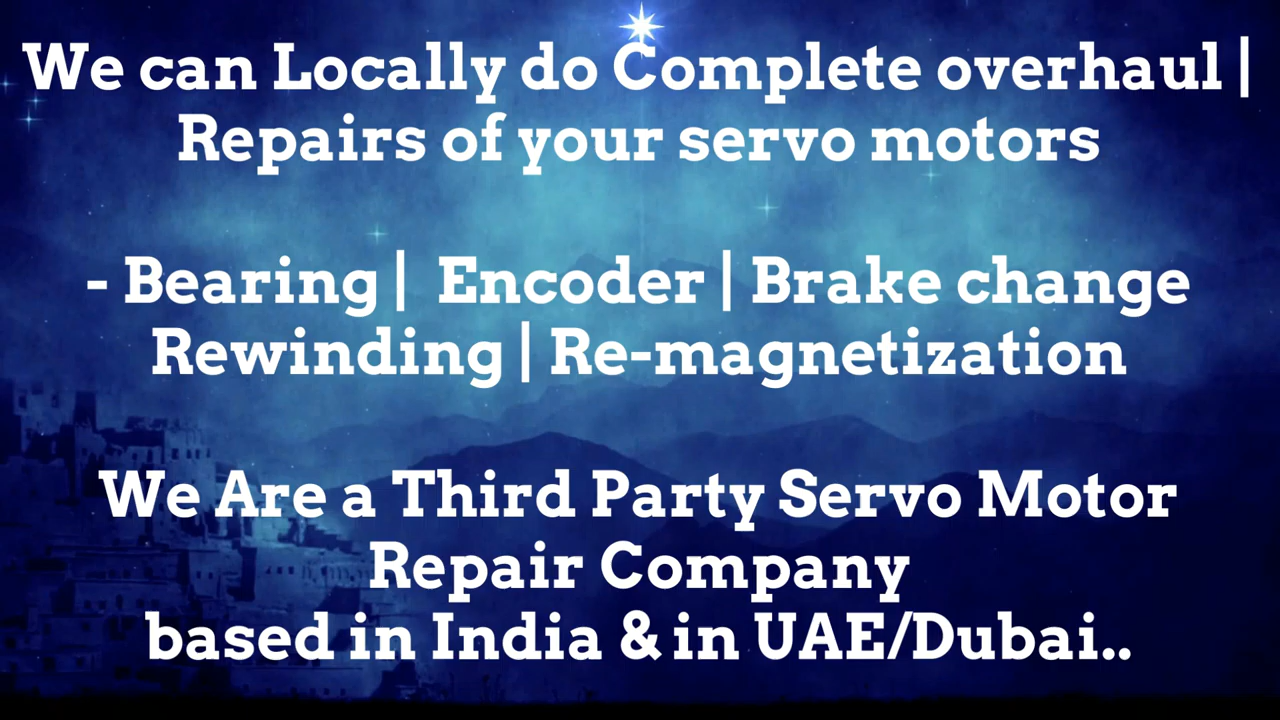 We can Locally do Complete overhaul |
Repairs of your servo motors
- Bearing | Encoder | Brake change
Rewinding | Re-magnetization
We Are a Third Party Servo Motor
Repair Company
based in India & in UAE/Dubai..